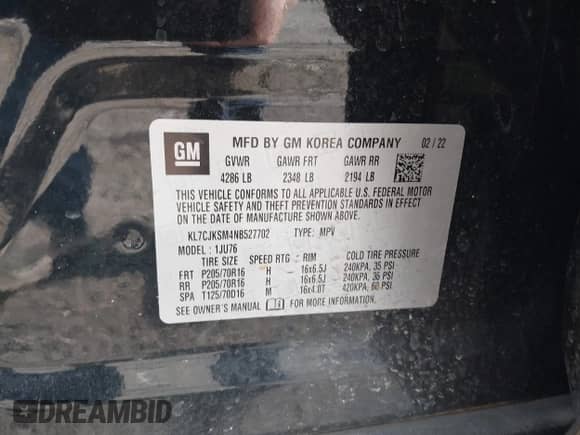 GM
MFD BY GM KOREA COMPANY 02/22
GVWR GAWR FRT GAWR RR
4286 LB 2348 LB 2194 LB
THIS VEHICLE CONFORMS TO ALL APPLICABLE U.S. FEDERAL MOTOR
VEHICLE SAFETY AND THEFT PREVENTION STANDARDS IN EFFECT ON
THE DATE OF MANUFACTURE SHOWN ABOVE.
KL7CJKSM4NB527702 TYPE: MPV
MODEL: 1JU76
TIRE SIZE SPEED RTG RIM COLD TIRE PRESSURE
FRT P205/70R16 H 16x6.5J 240KPA, 35 PSI
RR P205/70R16 H 16x6.5J 240KPA, 35 PSI
SPA T125/70D16 M 16x4.0T 420KPA, 60 PSI
SEE OWNER'S MANUAL FOR MORE INFORMATION.
DREAMBID